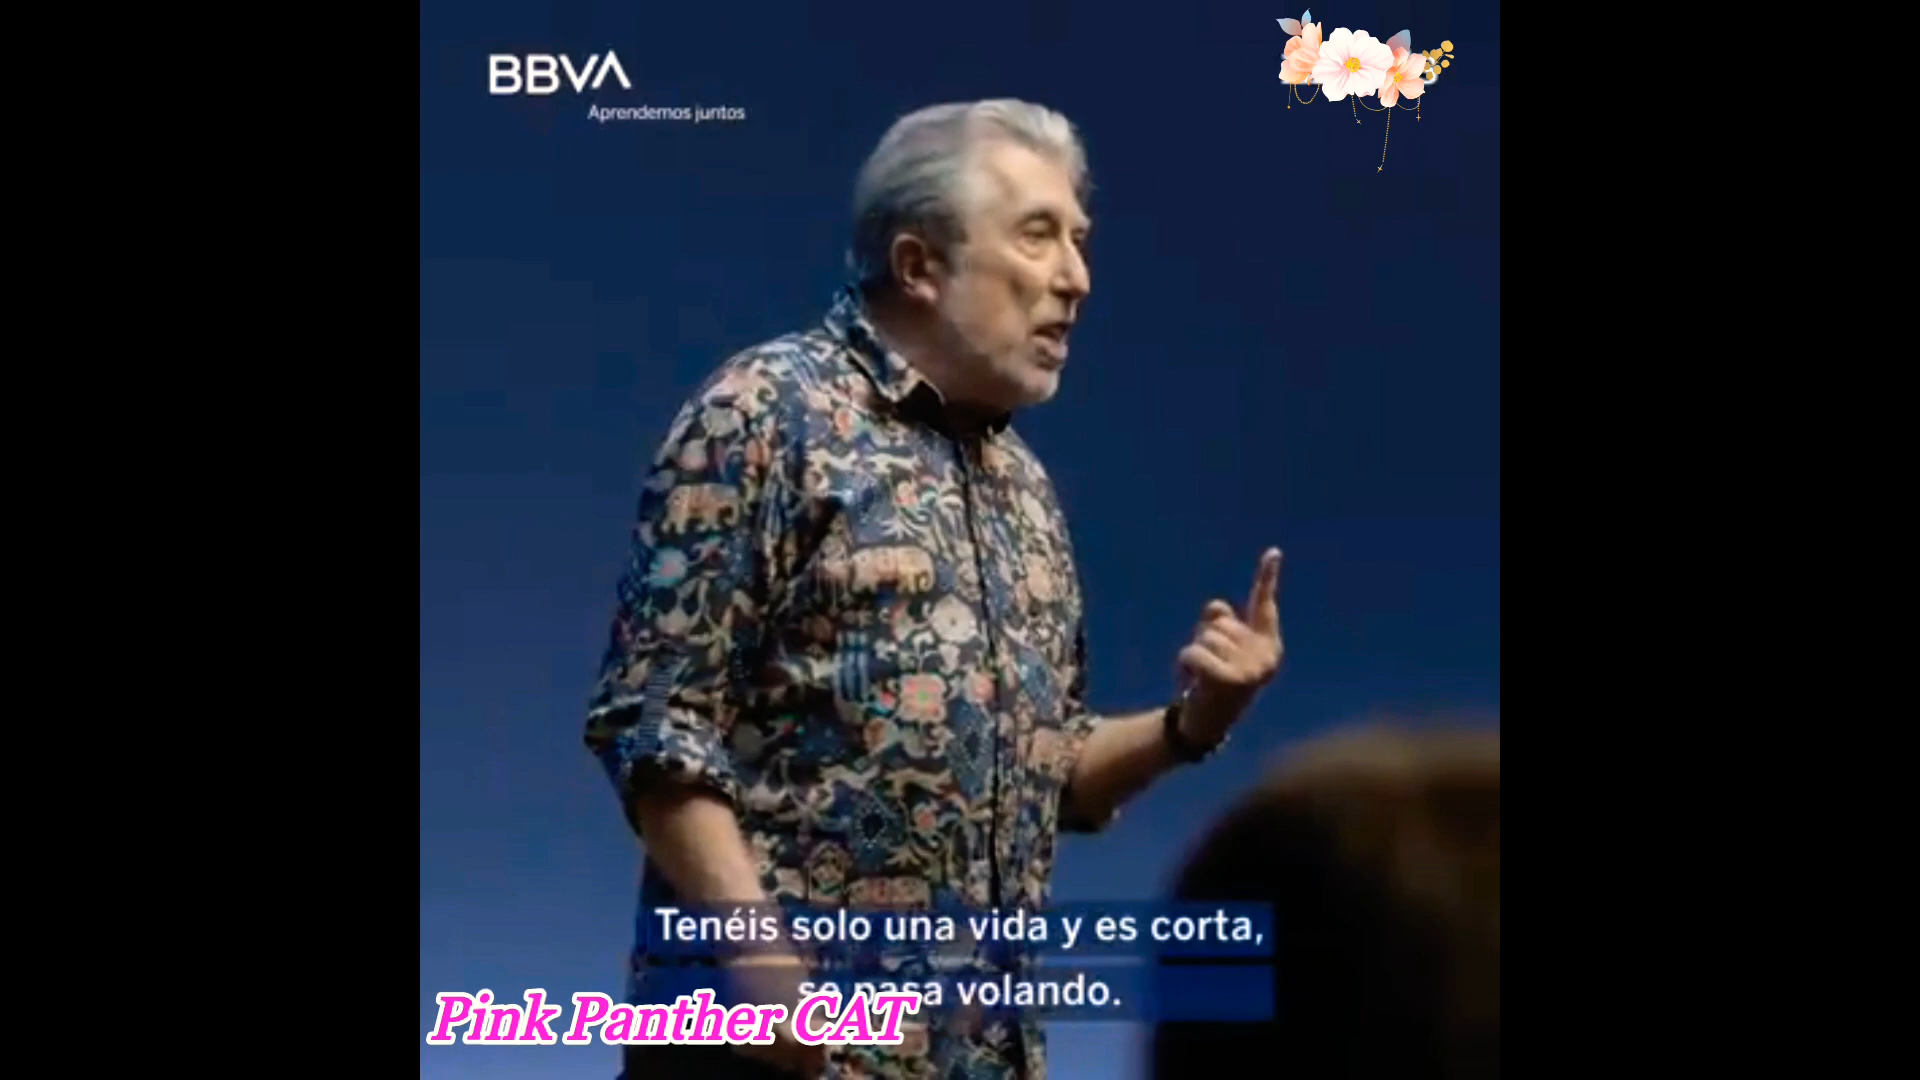 BBVA
Aprendemos juntos
Tenéis solo una vida y es corta,
se pasa volando.
Pink Panther CAT